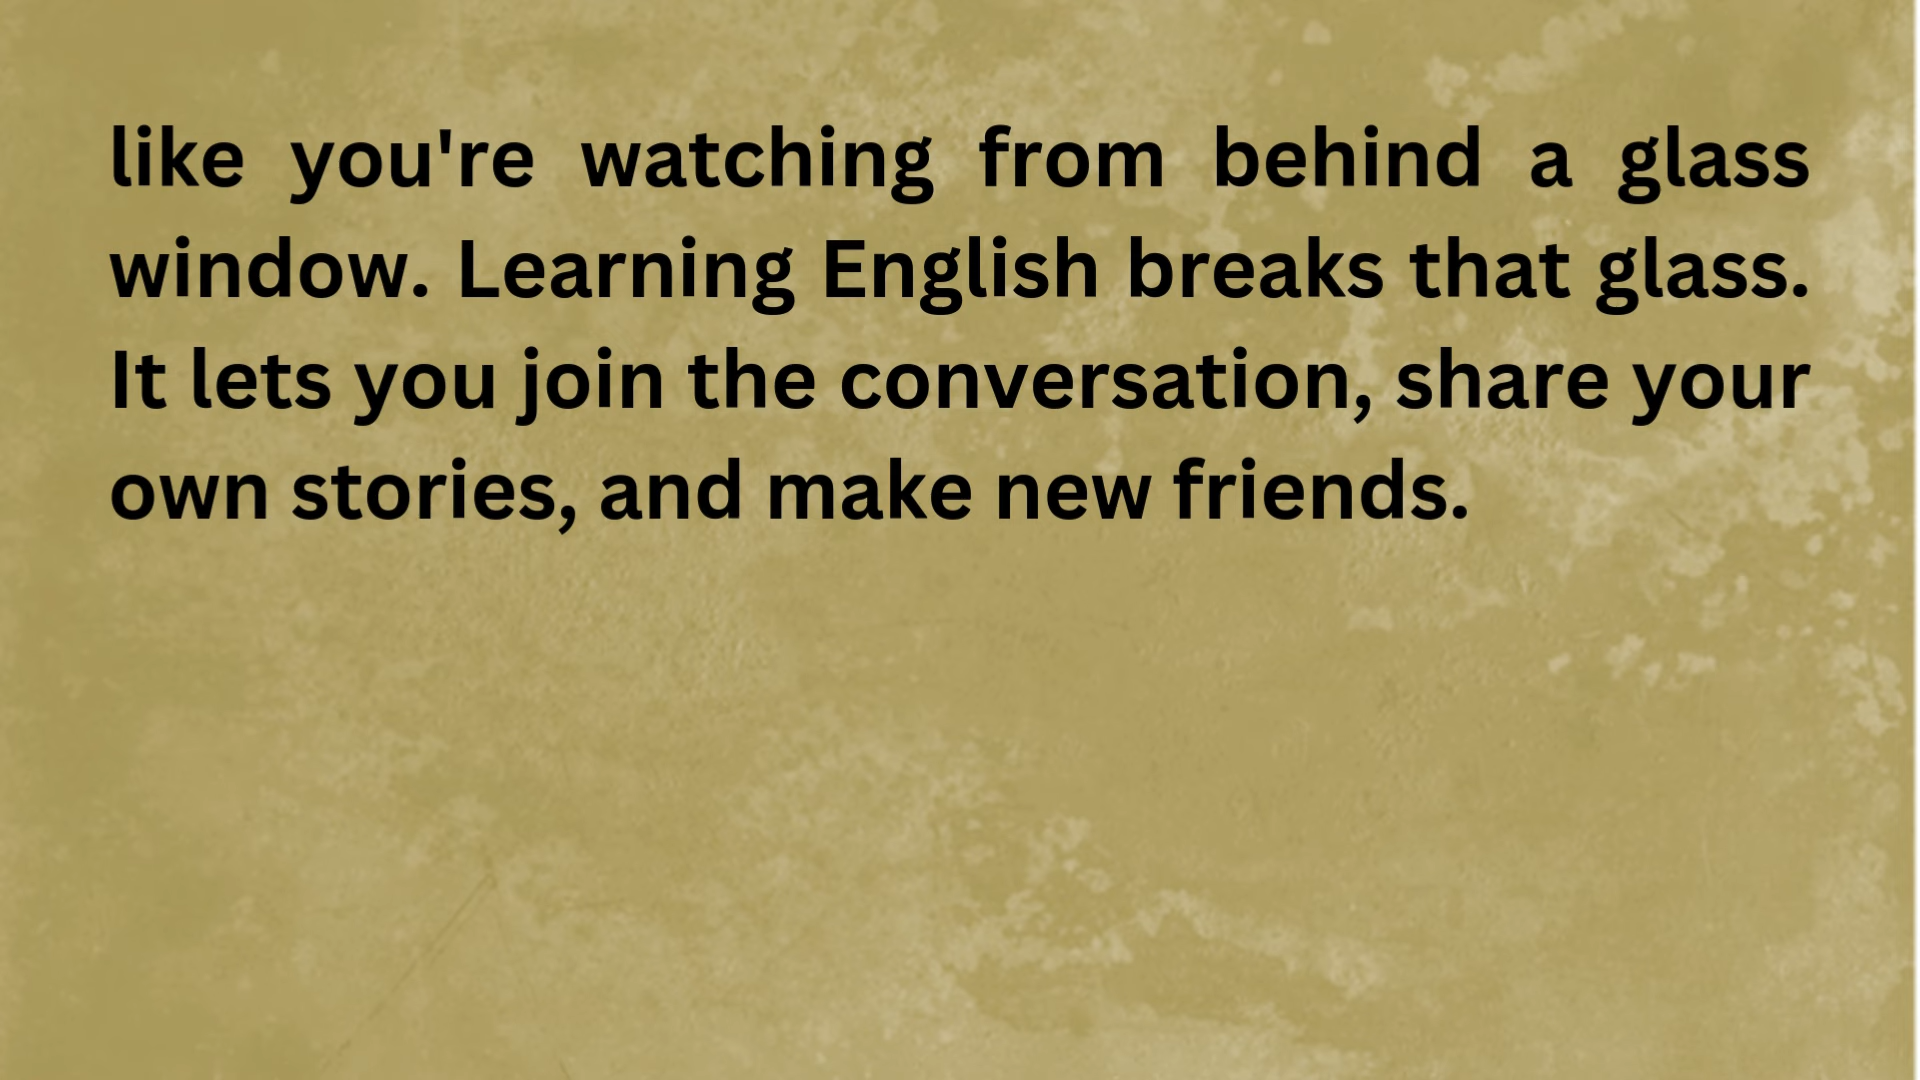 like you're watching from behind a glass
window. Learning English breaks that glass.
It lets you join the conversation, share your
own stories, and make new friends.